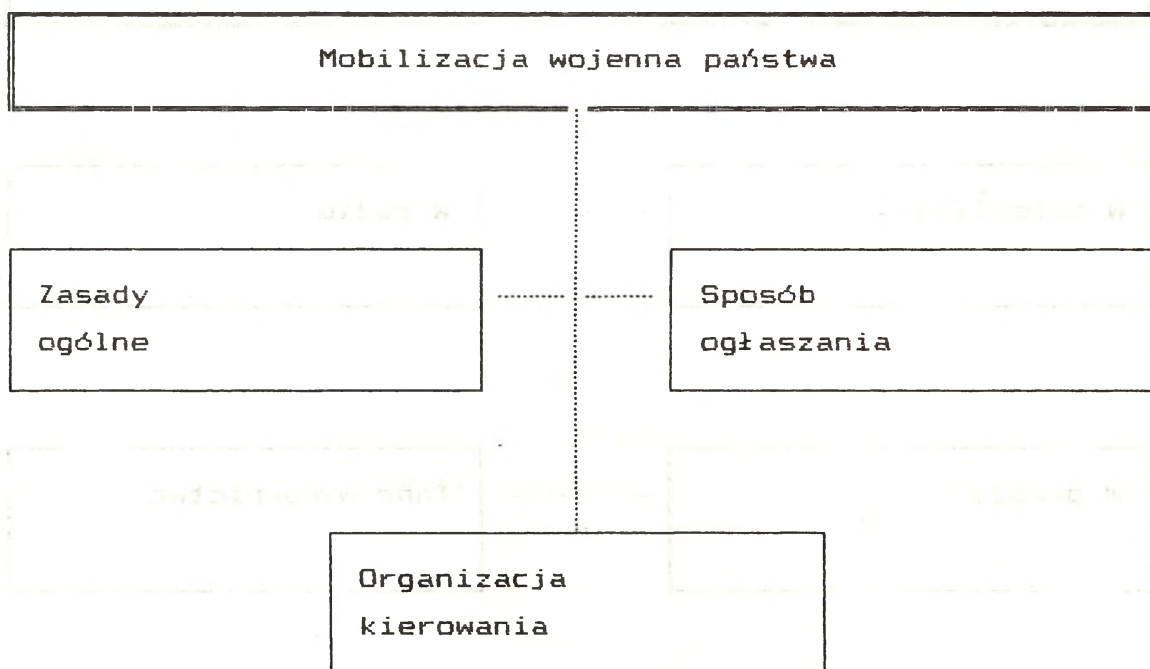 Mobilizacja wojenna państwa
Zasady
ogólne
Sposób
ogłaszania
Organizacja
kierowania